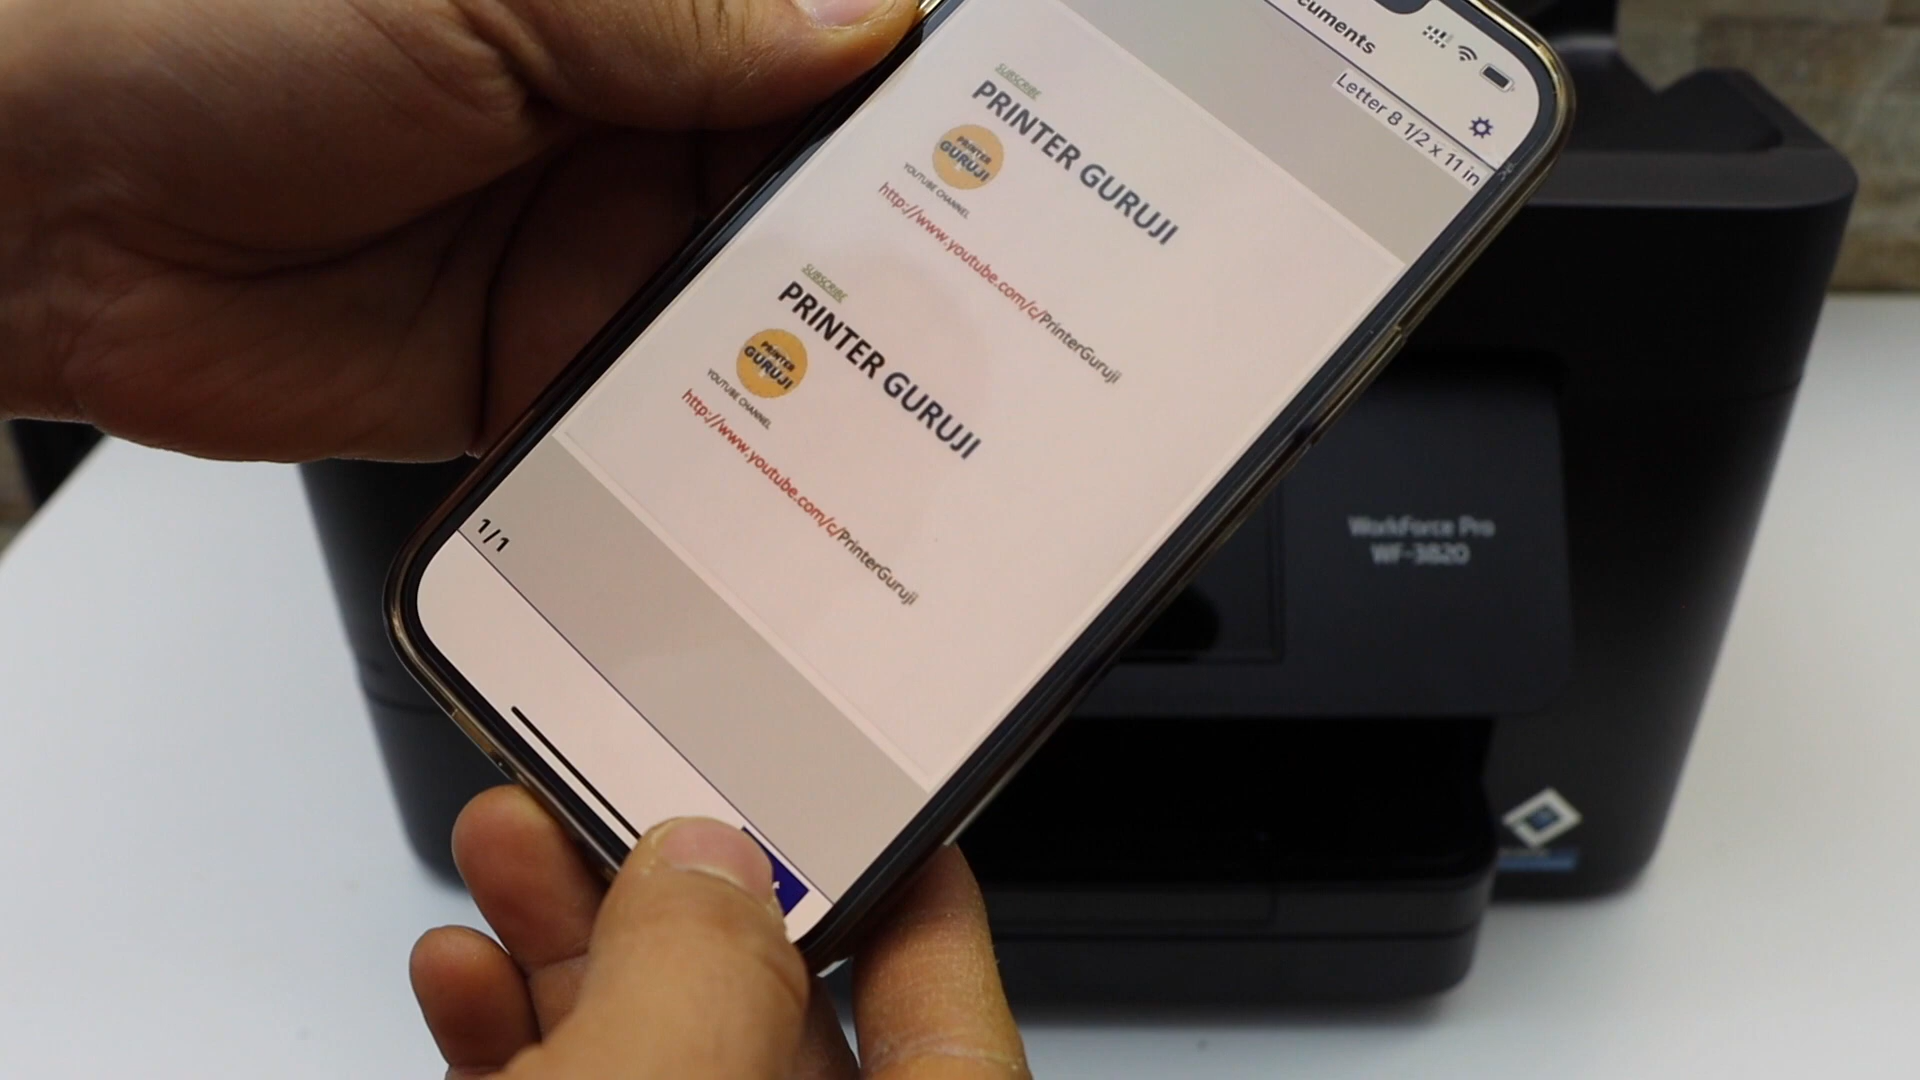 cuments
Letter 8 1/2 x 11 in
SUBSCRIBE
PRINTER GURUJI
PRINTER
GURUJI
YOUTUBE CHANNEL
http://www.youtube.com/c/PrinterGuruji
SUBSCRIBE
PRINTER GURUJI
PRINTER
GURUJI
YOUTUBE CHANNEL
http://www.youtube.com/c/PrinterGuruji
1/1
WorkForce Pro
WF-3820